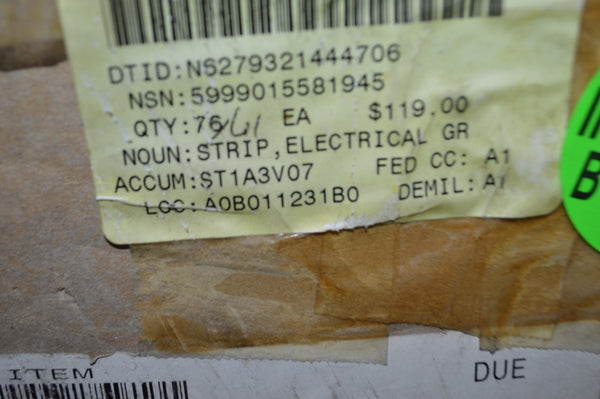 DTID:N6279321444706
NSN:5999015581945
QTY:76 EA $119.00
NOUN:STRIP,ELECTRICAL GR
ACCUM:ST1A3V07 FED CC: A1
LCC:A0B011231B0 DEMIL:A1
B
ITEM
DUE